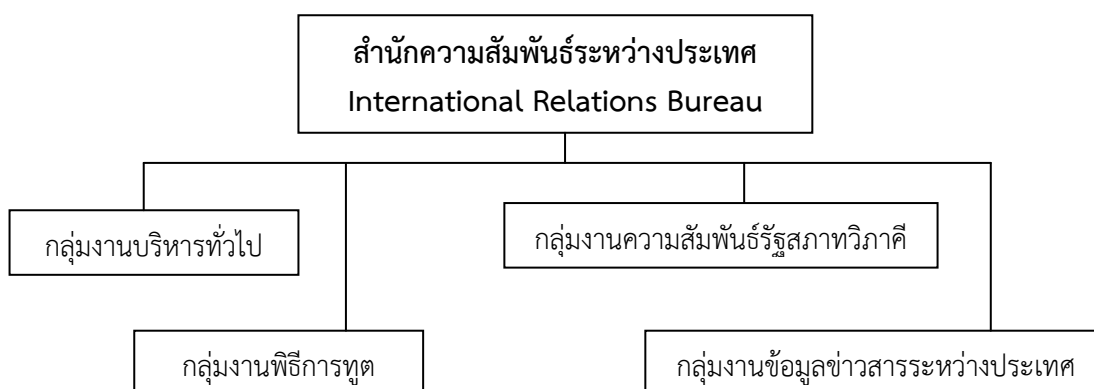 สำนักความสัมพันธ์ระหว่างประเทศ
International Relations Bureau
กลุ่มงานบริหารทั่วไป
กลุ่มงานความสัมพันธ์รัฐสภาทวิภาคี
กลุ่มงานพิธีการทูต
กลุ่มงานข้อมูลข่าวสารระหว่างประเทศ